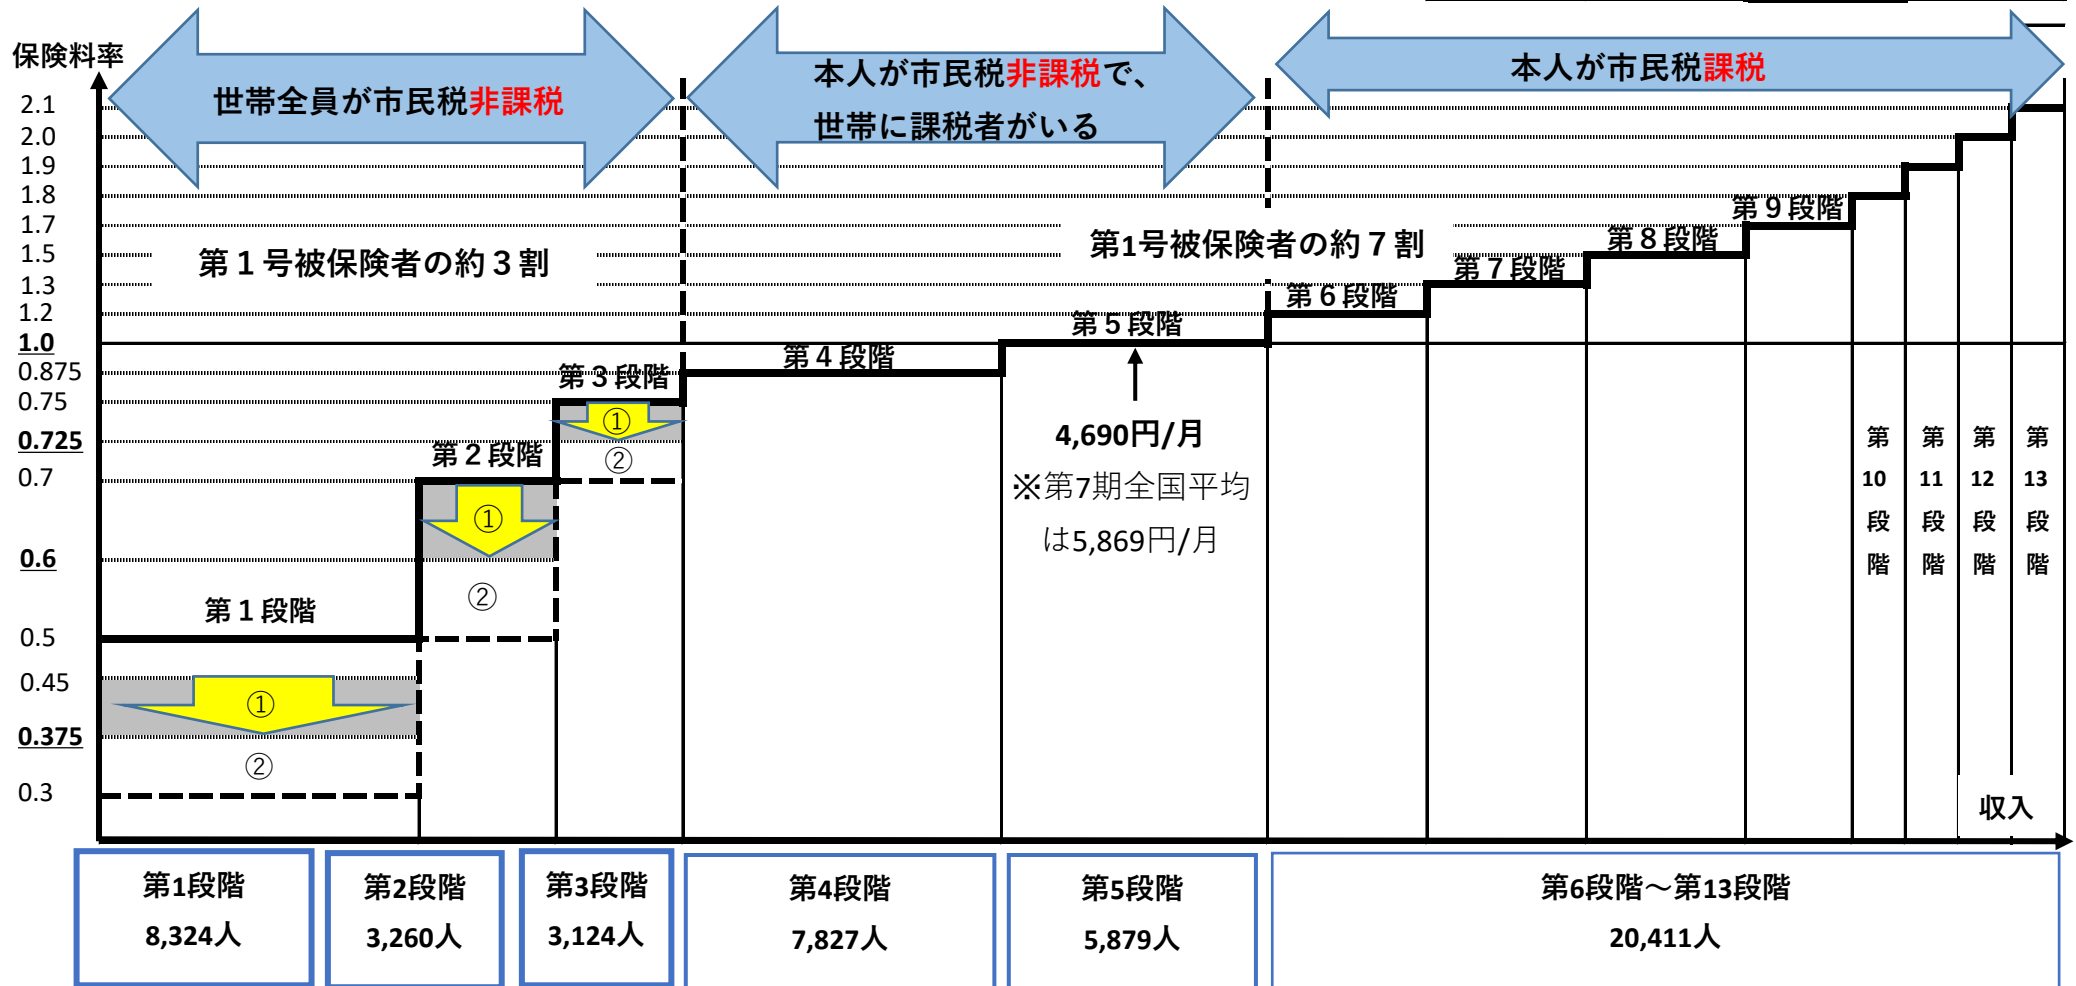 保険料率
世帯全員が市民税非課税
本人が市民税非課税で、
世帯に課税者がいる
本人が市民税課税
2.1
2.0
1.9
1.8
1.7
1.5
1.3
1.2
1.0
0.875
0.75
0.725
0.7
0.6
0.5
0.45
0.375
0.3
第１号被保険者の約３割
第1号被保険者の約７割
第１段階
第２段階
第３段階
第４段階
第５段階
第６段階
第７段階
第８段階
第９段階
第10段階
第11段階
第12段階
第13段階
①
②
①
②
①
②
4,690円/月
※第7期全国平均
は5,869円/月
収入
第1段階
8,324人
第2段階
3,260人
第3段階
3,124人
第4段階
7,827人
第5段階
5,879人
第6段階～第13段階
20,411人